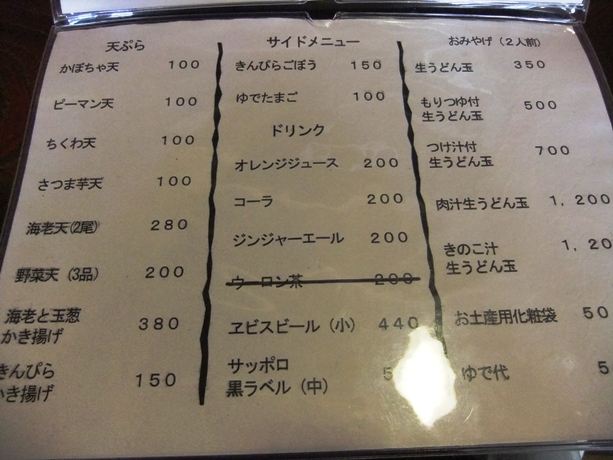 天ぷら
かぼちゃ天 100
ピーマン天 100
ちくわ天 100
さつま芋天 100
海老天(2尾) 280
野菜天（3品） 200
海老と玉葱
かき揚げ 380
きんぴら
かき揚げ 150
サイドメニュー
きんぴらごぼう 150
ゆでたまご 100
ドリンク
オレンジジュース 200
コーラ 200
ジンジャーエール 200
ウーロン茶 200
ヱビスビール（小） 440
サッポロ
黒ラベル（中） 5
おみやげ（2人前）
生うどん玉 350
もりつゆ付
生うどん玉 500
つけ汁付
生うどん玉 700
肉汁生うどん玉 1,200
きのこ汁
生うどん玉 1,20
お土産用化粧袋 50
ゆで代 5